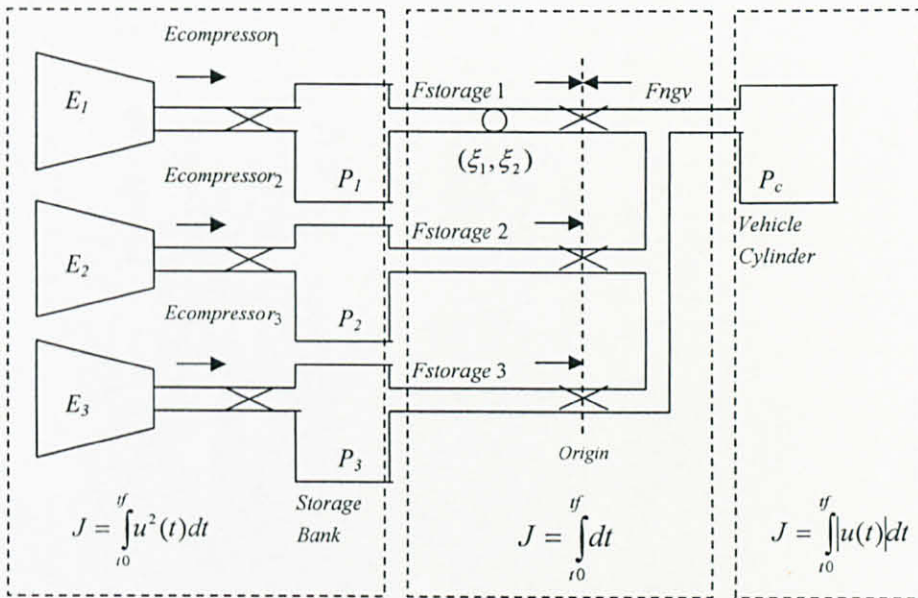 Ecompressor₁
E₁
Fstorage 1
Fngv
(ξ₁, ξ₂)
P₁
P_c
Ecompressor₂
Vehicle
Cylinder
E₂
Fstorage 2
P₂
Ecompressor₃
E₃
Fstorage 3
P₃
Origin
Storage
Bank
J = ∫_{t0}^{tf} u²(t)dt
J = ∫_{t0}^{tf} dt
J = ∫_{t0}^{tf} |u(t)|dt